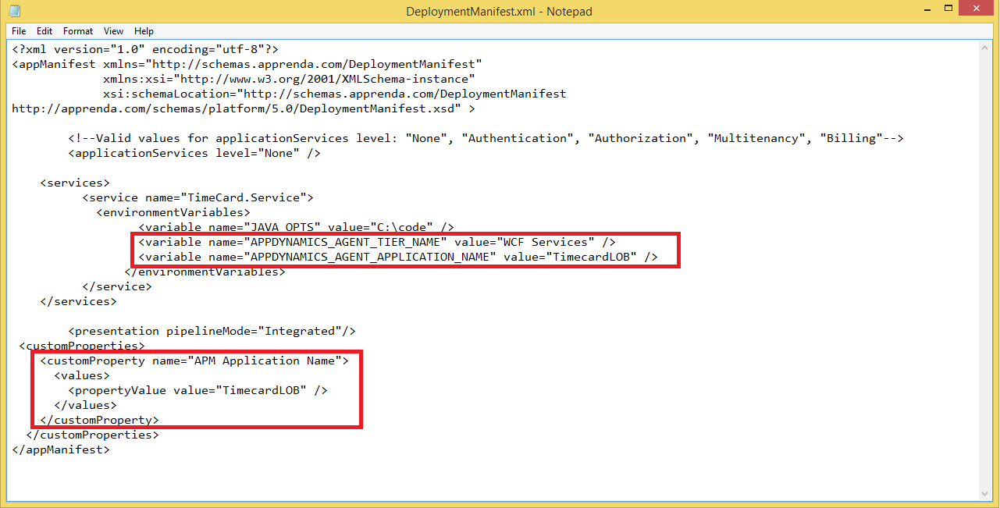 DeploymentManifest.xml - Notepad
File Edit Format View Help
<?xml version="1.0" encoding="utf-8"?>
<appManifest xmlns="http://schemas.apprenda.com/DeploymentManifest"
xmlns:xsi="http://www.w3.org/2001/XMLSchema-instance"
xsi:schemaLocation="http://schemas.apprenda.com/DeploymentManifest
http://apprenda.com/schemas/platform/5.0/DeploymentManifest.xsd" >
<!--Valid values for applicationServices level: "None", "Authentication", "Authorization", "Multitenancy", "Billing"-->
<applicationServices level="None" />
<services>
<service name="TimeCard.Service">
<environmentVariables>
<variable name="JAVA_OPTS" value="C:\code" />
<variable name="APPDYNAMICS_AGENT_TIER_NAME" value="WCF Services" />
<variable name="APPDYNAMICS_AGENT_APPLICATION_NAME" value="TimecardLOB" />
</environmentVariables>
</service>
</services>
<presentation pipelineMode="Integrated"/>
<customProperties>
<customProperty name="APM Application Name">
<values>
<propertyValue value="TimecardLOB" />
</values>
</customProperty>
</customProperties>
</appManifest>